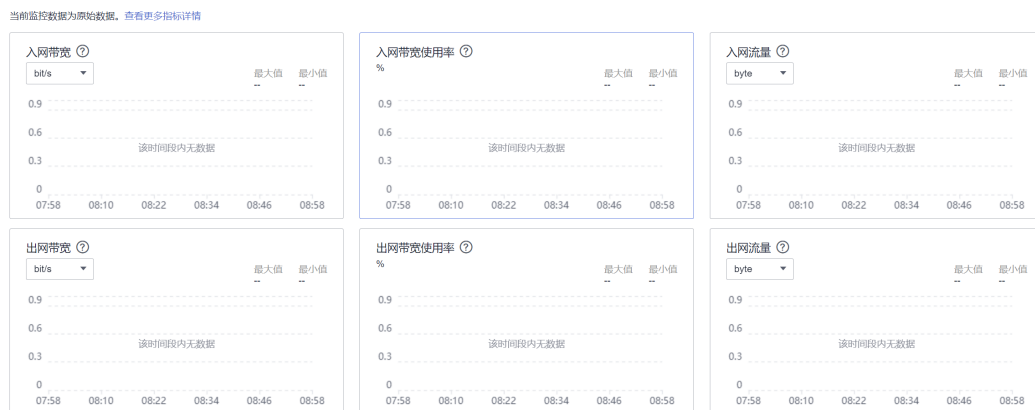 当前监控数据为原始数据。查看更多指标详情
入网带宽 ?
bit/s
最大值 最小值
-- --
0.9
0.6
该时间段内无数据
0.3
0
07:58 08:10 08:22 08:34 08:46 08:58
入网带宽使用率 ?
%
最大值 最小值
-- --
0.9
0.6
该时间段内无数据
0.3
0
07:58 08:10 08:22 08:34 08:46 08:58
入网流量 ?
byte
最大值 最小值
-- --
0.9
0.6
该时间段内无数据
0.3
0
07:58 08:10 08:22 08:34 08:46 08:58
出网带宽 ?
bit/s
最大值 最小值
-- --
0.9
0.6
该时间段内无数据
0.3
0
07:58 08:10 08:22 08:34 08:46 08:58
出网带宽使用率 ?
%
最大值 最小值
-- --
0.9
0.6
该时间段内无数据
0.3
0
07:58 08:10 08:22 08:34 08:46 08:58
出网流量 ?
byte
最大值 最小值
-- --
0.9
0.6
该时间段内无数据
0.3
0
07:58 08:10 08:22 08:34 08:46 08:58